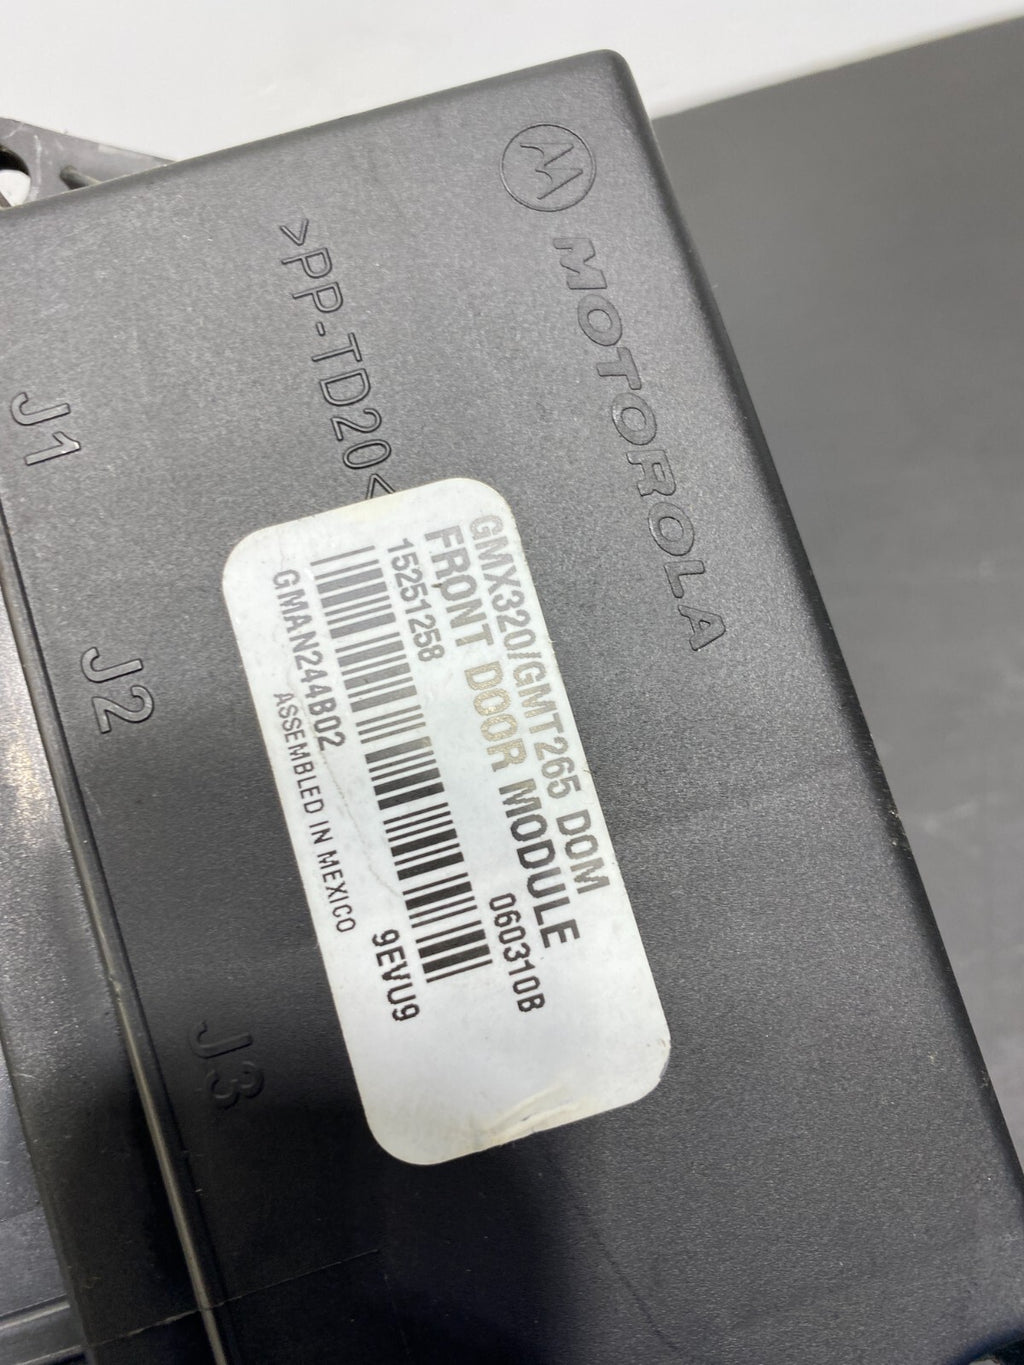 MOTOROLA
>PP-TD20<
J1
J2
J3
GMX320/GMT265 DOM
FRONT DOOR MODULE
15251258
060310B
GMAN244B02
9EVU9
ASSEMBLED IN MEXICO